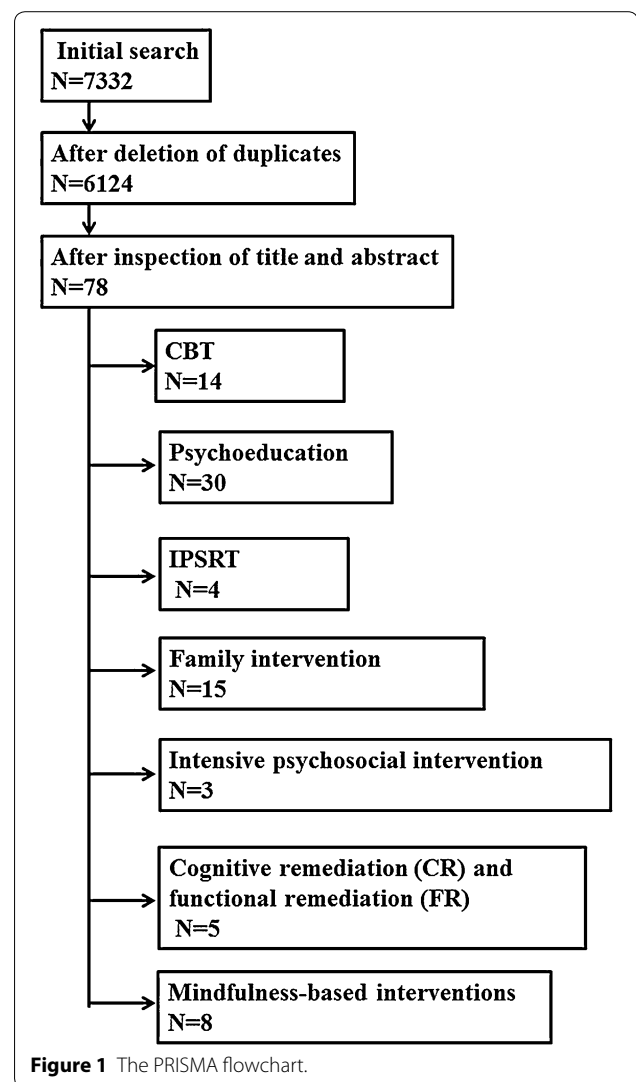 Initial search
N=7332
After deletion of duplicates
N=6124
After inspection of title and abstract
N=78
CBT
N=14
Psychoeducation
N=30
IPSRT
N=4
Family intervention
N=15
Intensive psychosocial intervention
N=3
Cognitive remediation (CR) and
functional remediation (FR)
N=5
Mindfulness-based interventions
N=8
Figure 1 The PRISMA flowchart.